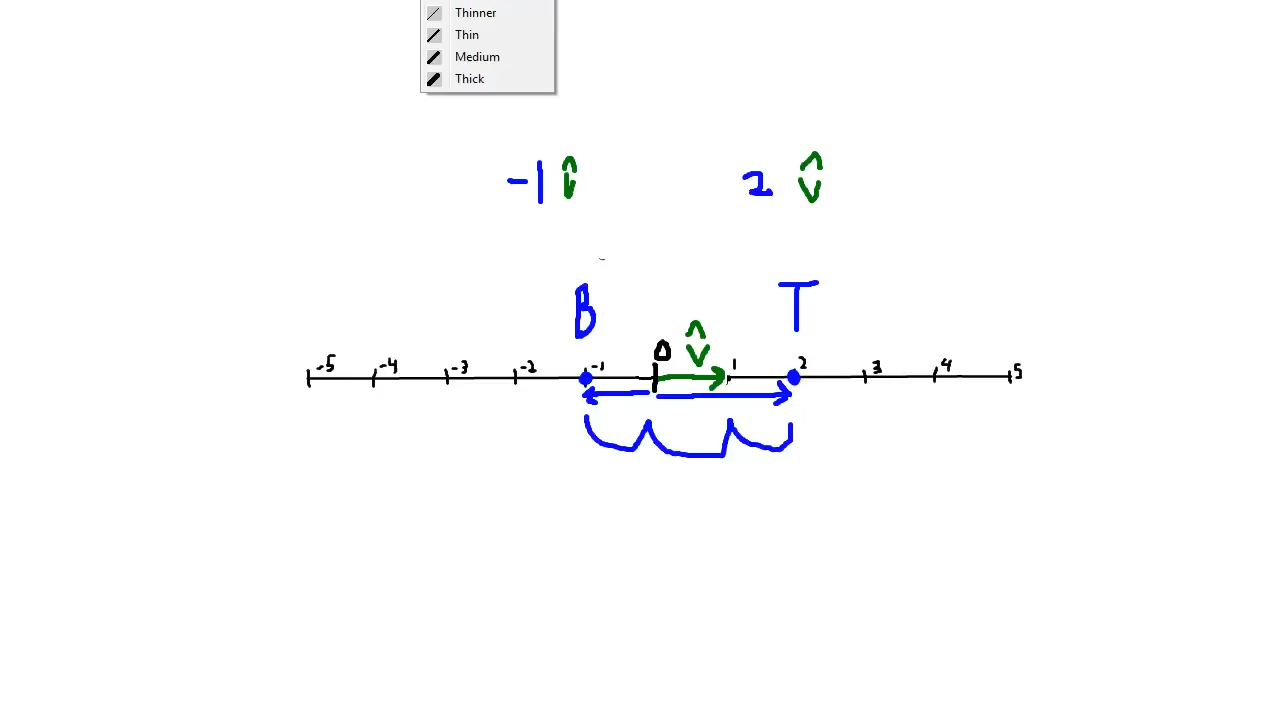 Thinner
Thin
Medium
Thick
-1 v̂ 2 v̂
B T
0 v̂
-5 -4 -3 -2 -1 1 2 3 4 5